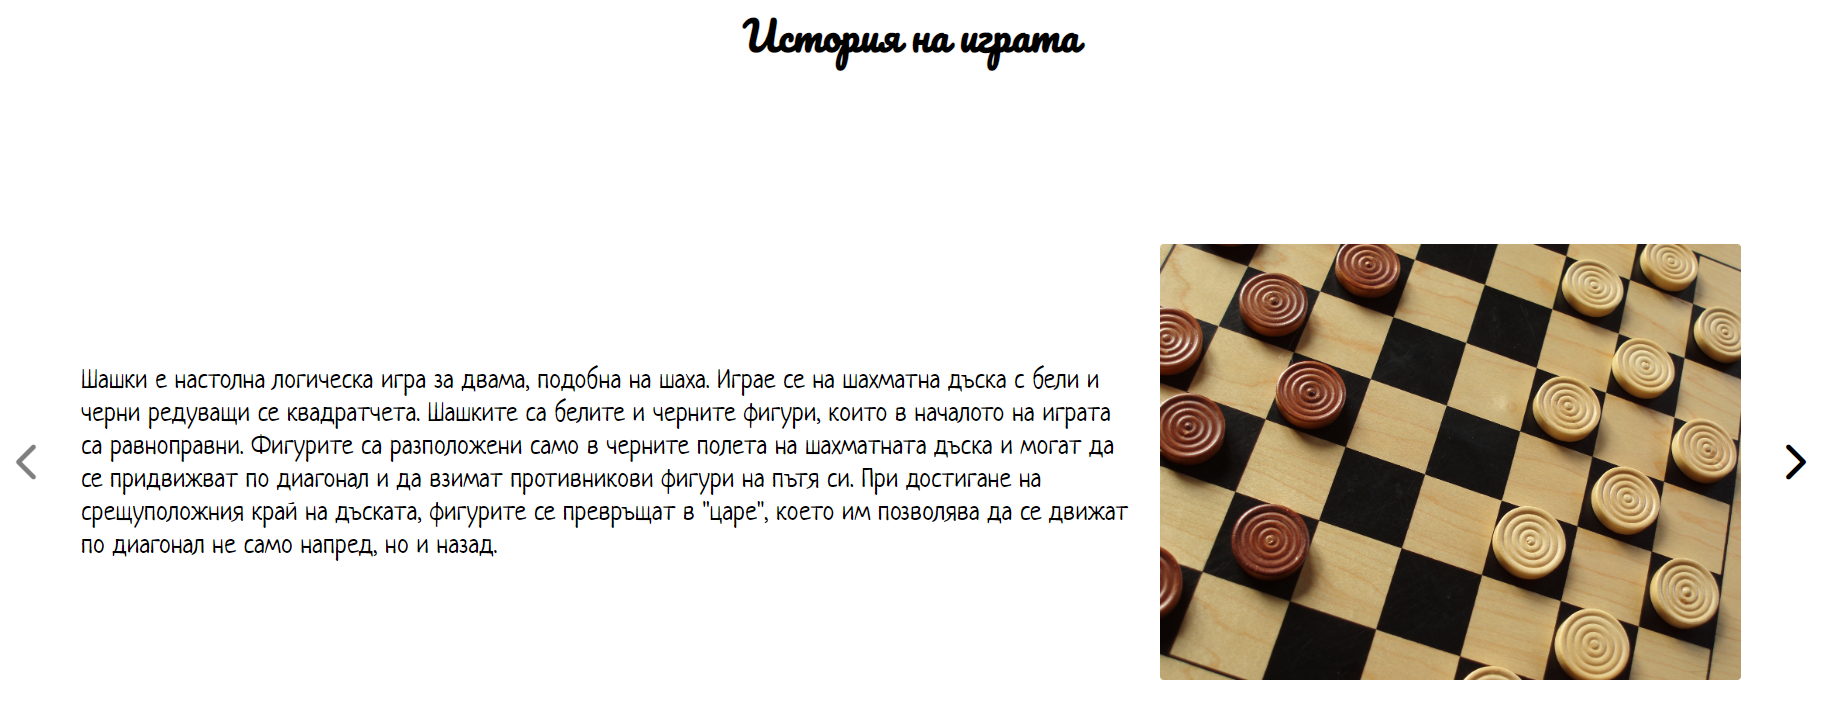 История на играта
Шашки е настолна логическа игра за двама, подобна на шаха. Играе се на шахматна дъска с бели и
черни редуващи се квадратчета. Шашките са белите и черните фигури, които в началото на играта
са равноправни. Фигурите са разположени само в черните полета на шахматната дъска и могат да
се придвижват по диагонал и да взимат противникови фигури на пътя си. При достигане на
срещуположния край на дъската, фигурите се превръщат в "царе", което им позволява да се движат
по диагонал не само напред, но и назад.